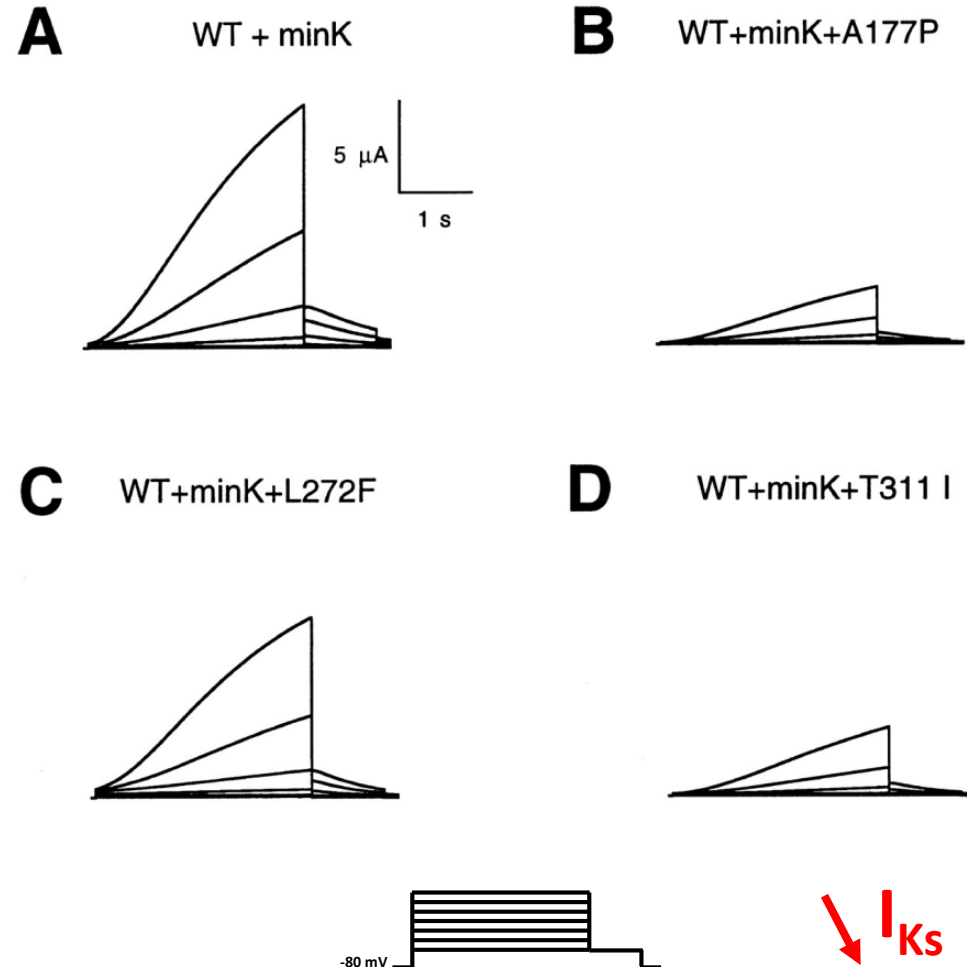 A
WT + minK
B
WT+minK+A177P
5 µA
1 s
C
WT+minK+L272F
D
WT+minK+T311 I
-80 mV
IKs